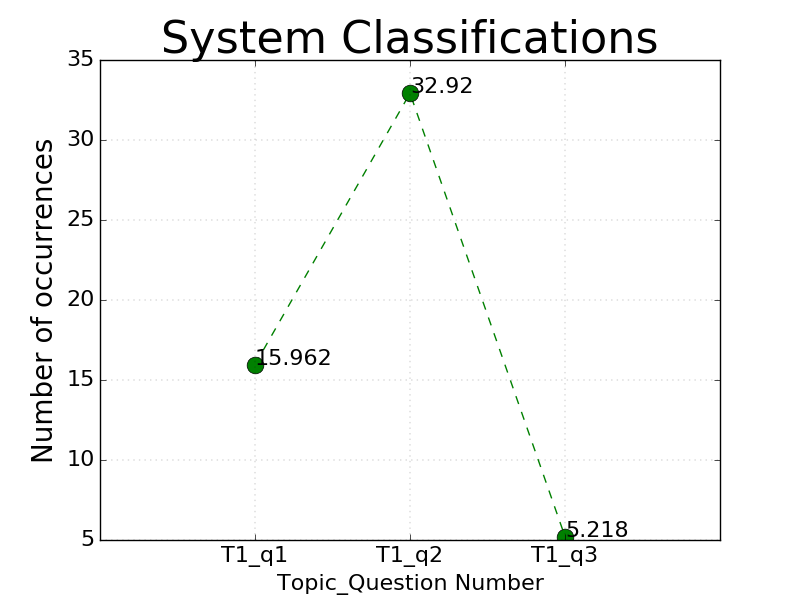 System Classifications
35
30
25
20
15
10
5
Number of occurrences
32.92
15.962
5.218
T1_q1 T1_q2 T1_q3
Topic_Question Number